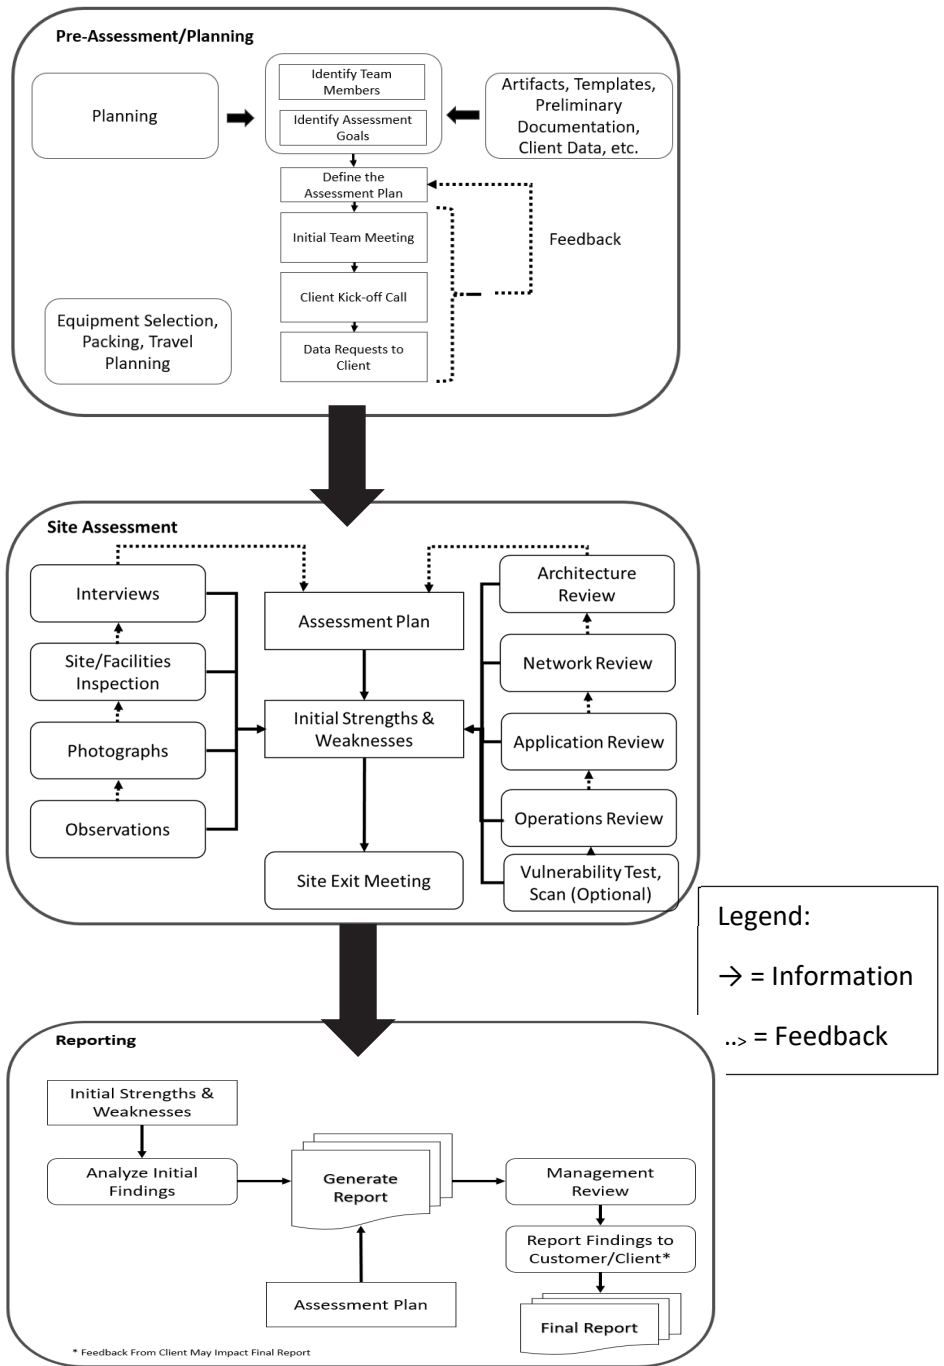 Pre-Assessment/Planning
Planning
Identify Team
Members
Identify Assessment
Goals
Artifacts, Templates,
Preliminary
Documentation,
Client Data, etc.
Define the
Assessment Plan
Initial Team Meeting
Feedback
Client Kick-off Call
Equipment Selection,
Packing, Travel
Planning
Data Requests to
Client
Site Assessment
Interviews
Site/Facilities
Inspection
Photographs
Observations
Assessment Plan
Initial Strengths &
Weaknesses
Site Exit Meeting
Architecture
Review
Network Review
Application Review
Operations Review
Vulnerability Test,
Scan (Optional)
Legend:
→ = Information
..> = Feedback
Reporting
Initial Strengths &
Weaknesses
Analyze Initial
Findings
Generate
Report
Assessment Plan
Management
Review
Report Findings to
Customer/Client*
Final Report
* Feedback From Client May Impact Final Report